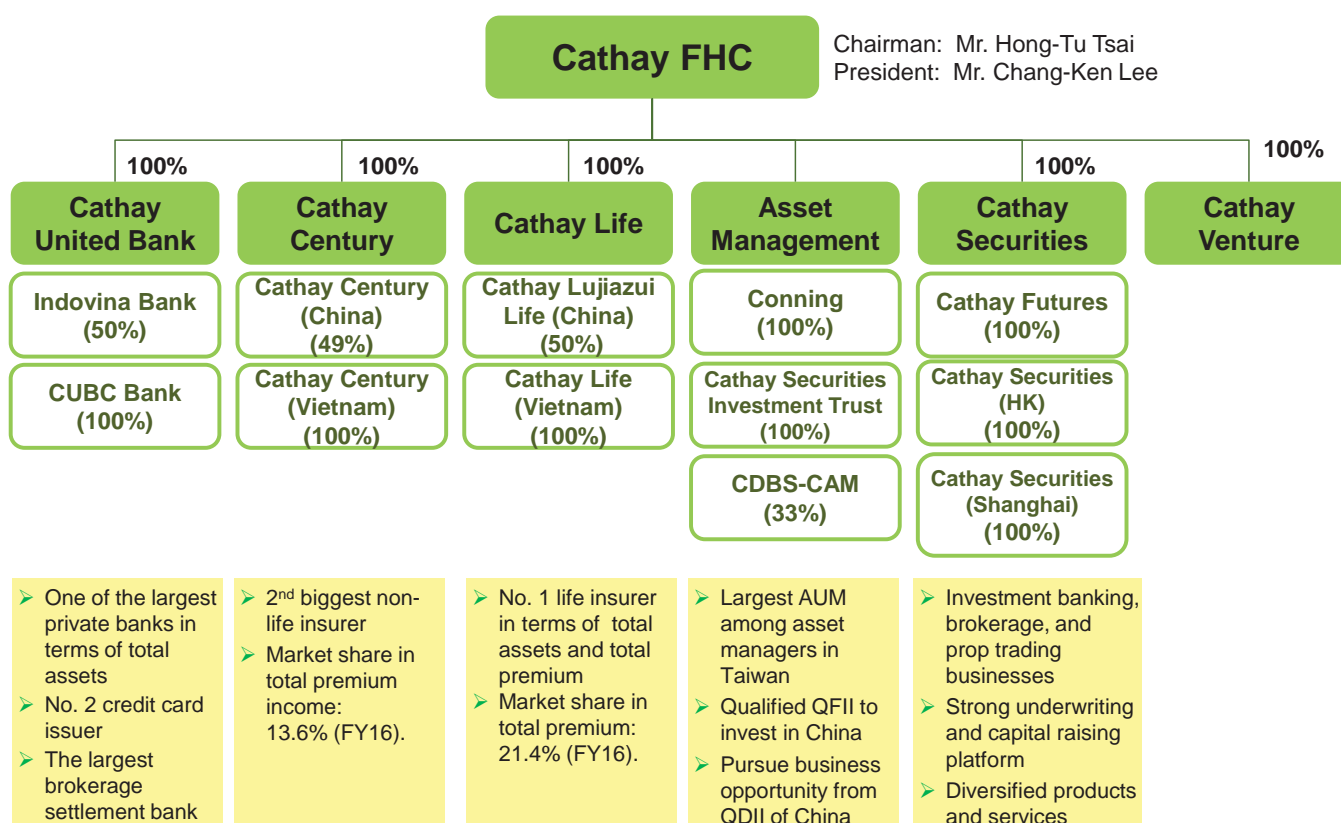 Cathay FHC
Chairman: Mr. Hong-Tu Tsai
President: Mr. Chang-Ken Lee
100%
100%
100%
100%
100%
Cathay
United Bank
Cathay
Century
Cathay Life
Asset
Management
Cathay
Securities
Cathay
Venture
Indovina Bank
(50%)
CUBC Bank
(100%)
Cathay Century
(China)
(49%)
Cathay Century
(Vietnam)
(100%)
Cathay Lujiazui
Life (China)
(50%)
Cathay Life
(Vietnam)
(100%)
Conning
(100%)
Cathay Securities
Investment Trust
(100%)
CDBS-CAM
(33%)
Cathay Futures
(100%)
Cathay Securities
(HK)
(100%)
Cathay Securities
(Shanghai)
(100%)
➢ One of the largest
private banks in
terms of total
assets
➢ No. 2 credit card
issuer
➢ The largest
brokerage
settlement bank
➢ 2nd biggest non-
life insurer
➢ Market share in
total premium
income:
13.6% (FY16).
➢ No. 1 life insurer
in terms of total
assets and total
premium
➢ Market share in
total premium:
21.4% (FY16).
➢ Largest AUM
among asset
managers in
Taiwan
➢ Qualified QFII to
invest in China
➢ Pursue business
opportunity from
QDII of China
➢ Investment banking,
brokerage, and
prop trading
businesses
➢ Strong underwriting
and capital raising
platform
➢ Diversified products
and services